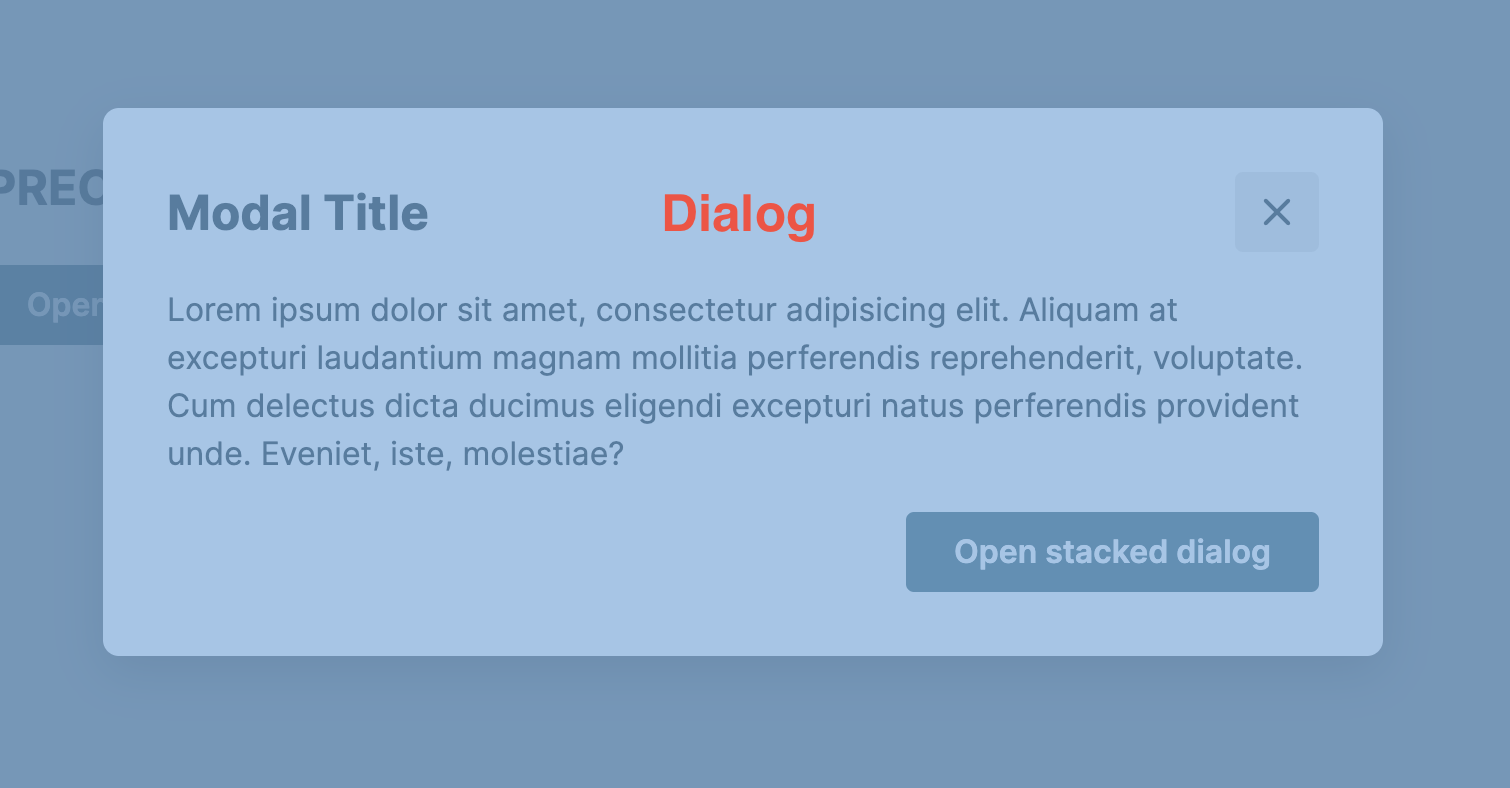 PREC
Modal Title
Dialog
Open
Lorem ipsum dolor sit amet, consectetur adipisicing elit. Aliquam at
excepturi laudantium magnam mollitia perferendis reprehenderit, voluptate.
Cum delectus dicta ducimus eligendi excepturi natus perferendis provident
unde. Eveniet, iste, molestiae?
Open stacked dialog